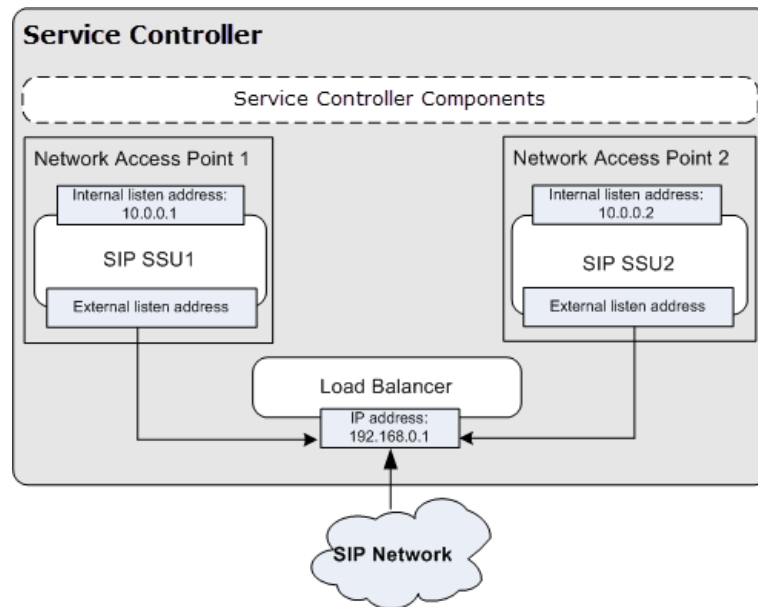 Service Controller
Service Controller Components
Network Access Point 1
Internal listen address:
10.0.0.1
SIP SSU1
External listen address
Network Access Point 2
Internal listen address:
10.0.0.2
SIP SSU2
External listen address
Load Balancer
IP address:
192.168.0.1
SIP Network